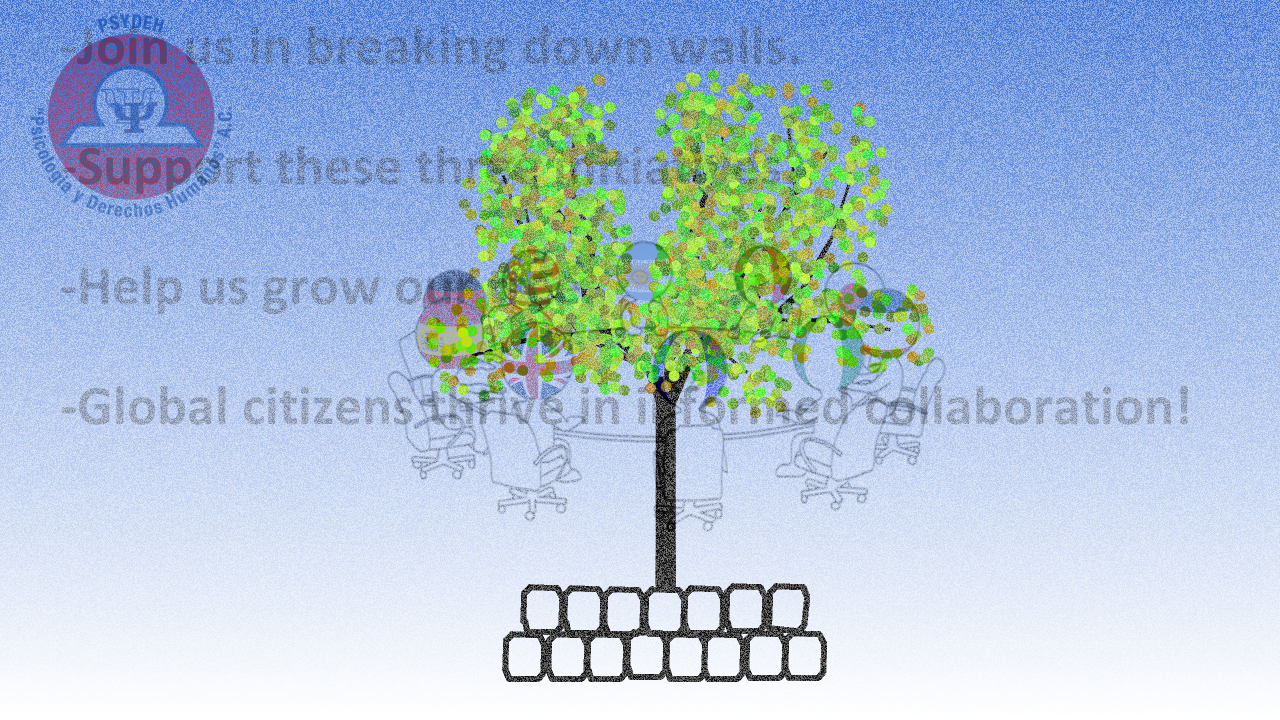 PSYDEH
"Psicología y Derechos Humanos, A.C.
-Join us in breaking down walls.
-Support these three initiatives
-Help us grow our
-Global citizens thrive in informed collaboration!